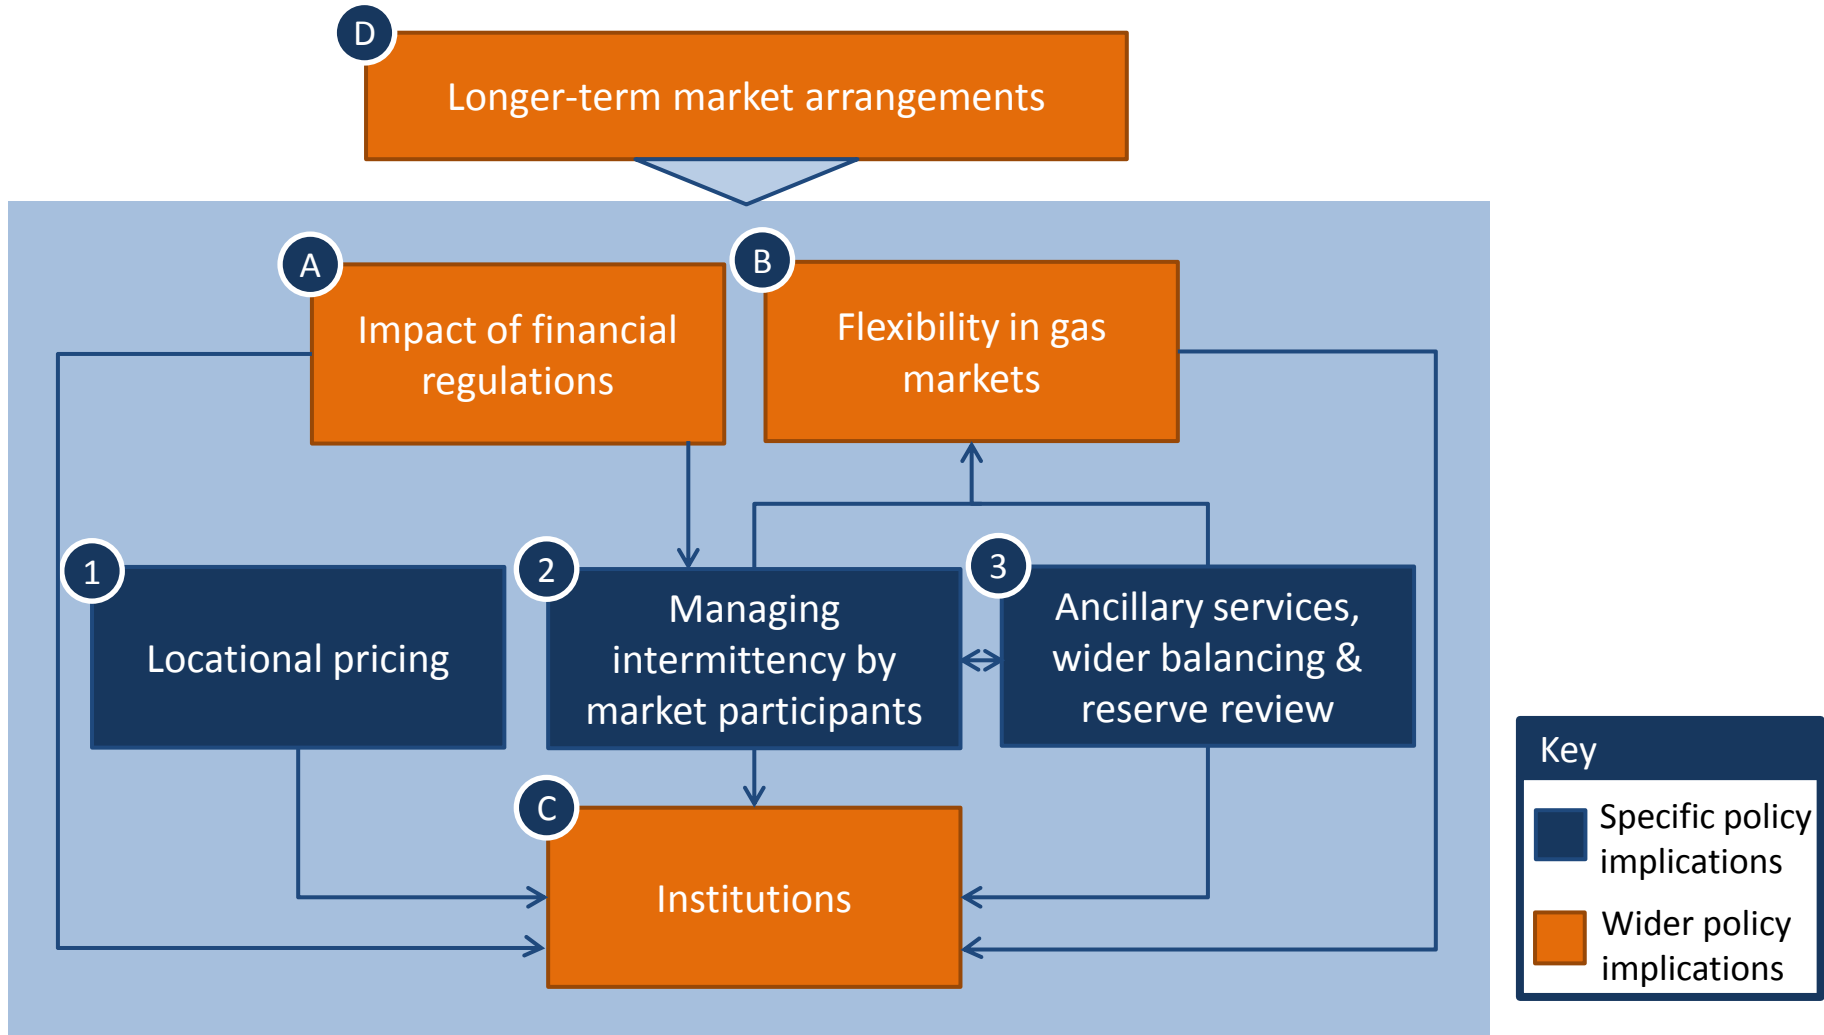 D
Longer-term market arrangements
A
Impact of financial
regulations
B
Flexibility in gas
markets
1
Locational pricing
2
Managing
intermittency by
market participants
3
Ancillary services,
wider balancing &
reserve review
C
Institutions
Key
Specific policy
implications
Wider policy
implications